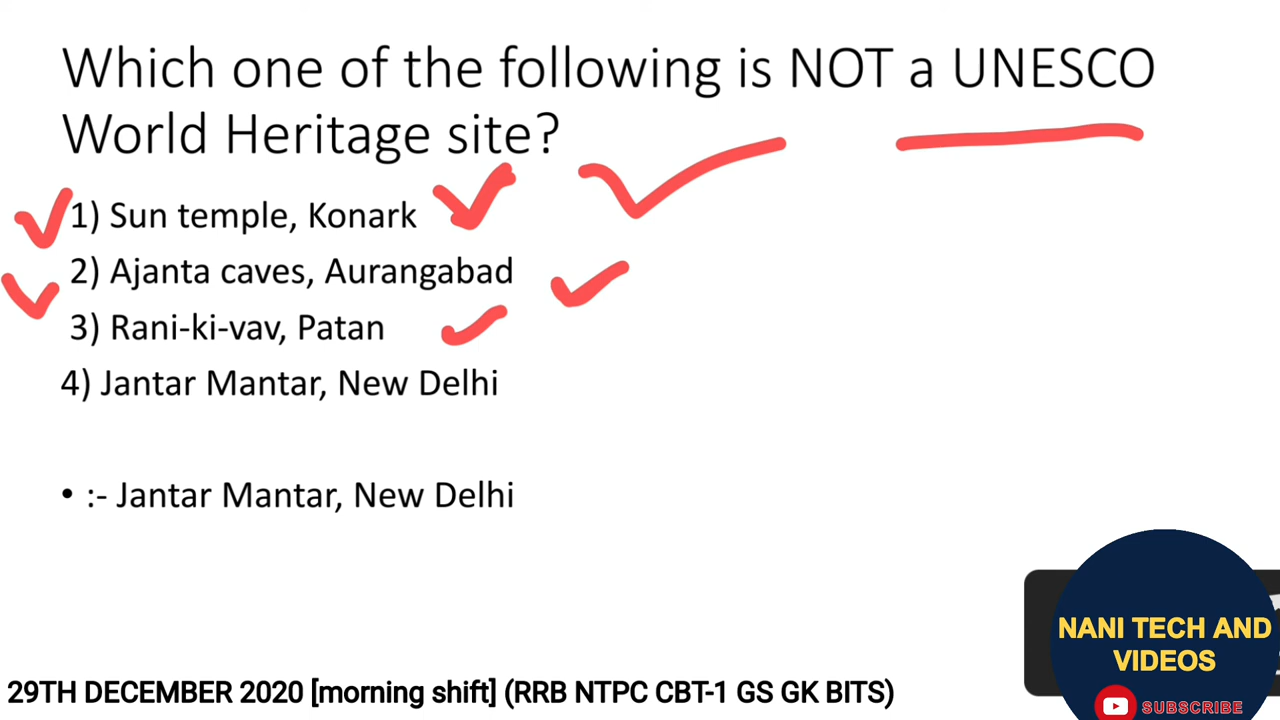 Which one of the following is NOT a UNESCO
World Heritage site?
1) Sun temple, Konark
2) Ajanta caves, Aurangabad
3) Rani-ki-vav, Patan
4) Jantar Mantar, New Delhi
• :- Jantar Mantar, New Delhi
NANI TECH AND
VIDEOS
SUBSCRIBE
29TH DECEMBER 2020 [morning shift] (RRB NTPC CBT-1 GS GK BITS)